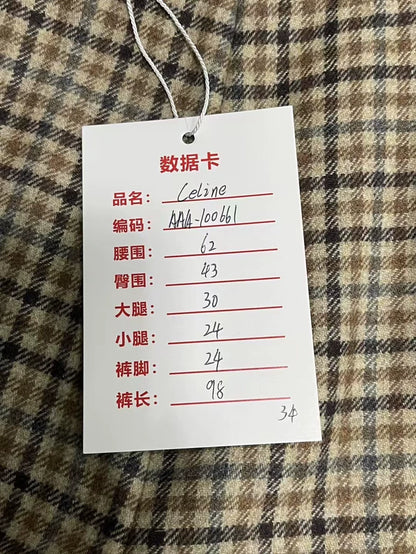 数据卡
品名： Celine
编码： AAA-100661
腰围： 62
臀围： 43
大腿： 30
小腿： 24
裤脚： 24
裤长： 98
34